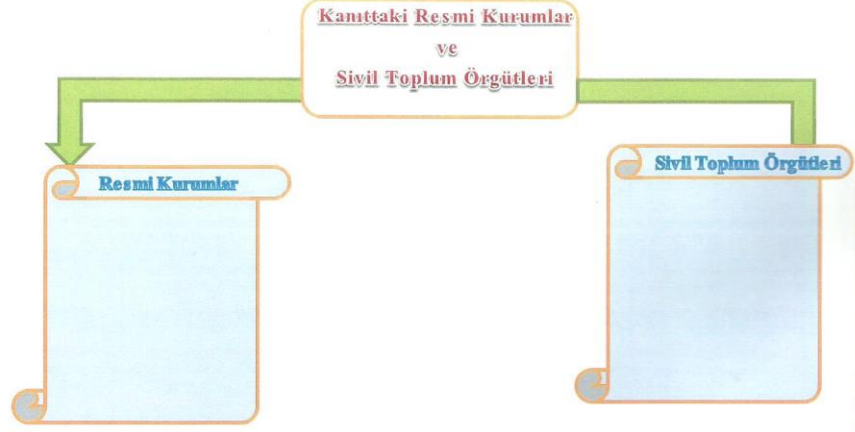 Kanıttaki Resmi Kurumlar
ve
Sivil Toplum Örgütleri
Resmi Kurumlar
Sivil Toplum Örgütleri